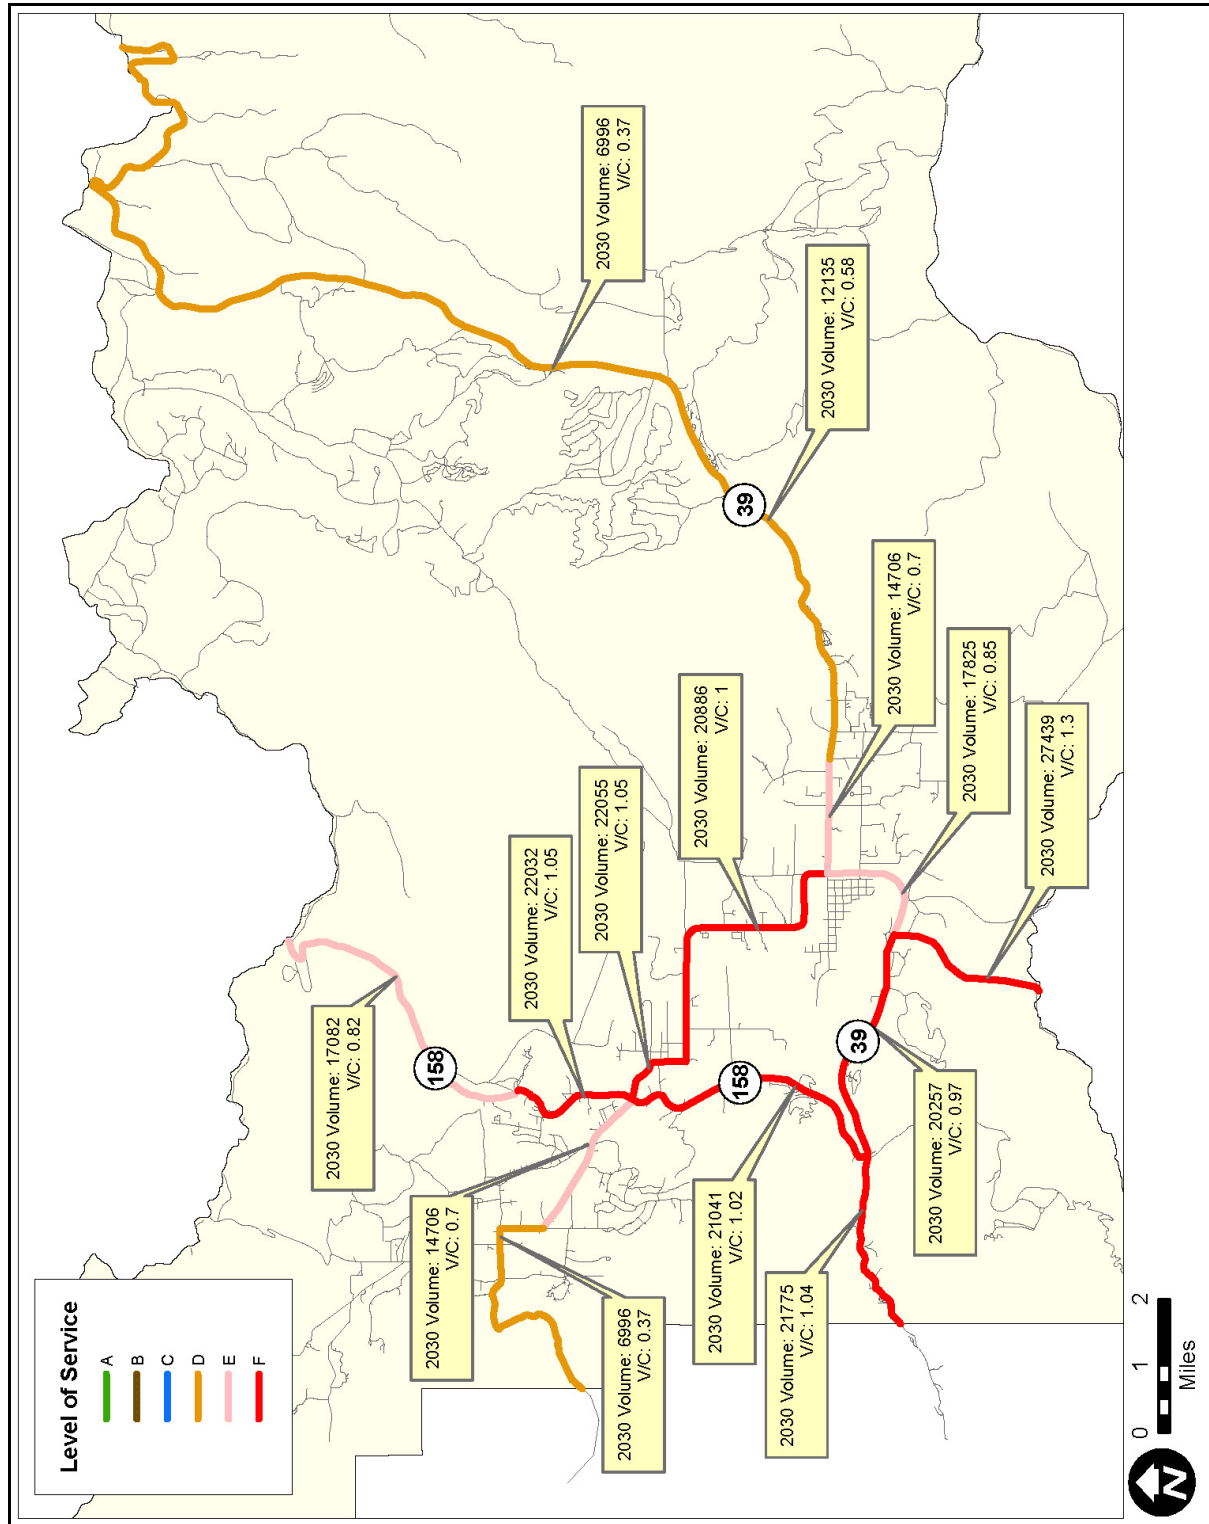 Level of Service
A
B
C
D
E
F
2030 Volume: 6996
V/C: 0.37
2030 Volume: 14706
V/C: 0.7
2030 Volume: 17082
V/C: 0.82
158
2030 Volume: 22032
V/C: 1.05
2030 Volume: 22055
V/C: 1.05
2030 Volume: 20886
V/C: 1
2030 Volume: 6996
V/C: 0.37
2030 Volume: 12135
V/C: 0.58
39
2030 Volume: 14706
V/C: 0.7
2030 Volume: 17825
V/C: 0.85
2030 Volume: 27439
V/C: 1.3
158
39
2030 Volume: 21041
V/C: 1.02
2030 Volume: 21775
V/C: 1.04
2030 Volume: 20257
V/C: 0.97
N
0 1 2
Miles